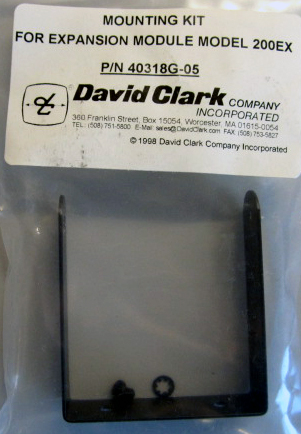 MOUNTING KIT
FOR EXPANSION MODULE MODEL 200EX
P/N 40318G-05
David Clark COMPANY
INCORPORATED
360 Franklin Street, Box 15054, Worcester, MA 01615-0054
TEL.: (508) 751-5800 E-Mail: sales@DavidClark.com FAX (508) 753-5827
© 1998 David Clark Company Incorporated